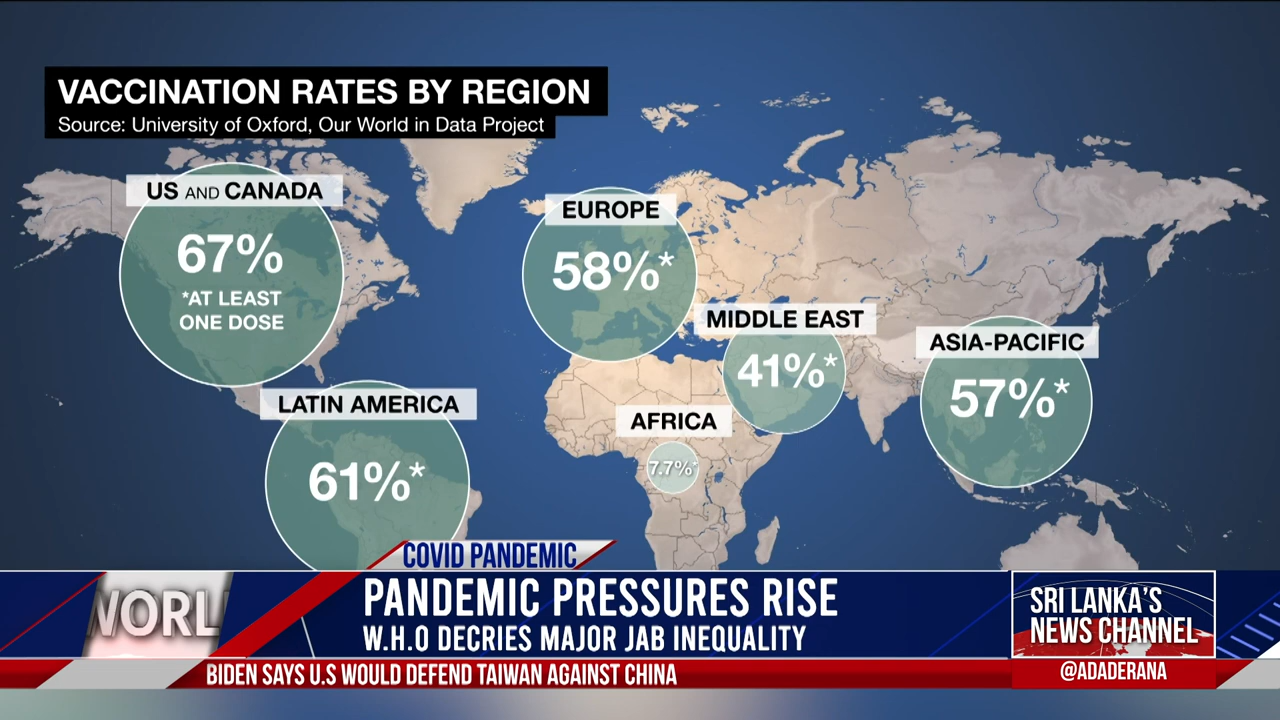 VACCINATION RATES BY REGION
Source: University of Oxford, Our World in Data Project
US AND CANADA
67%
*AT LEAST
ONE DOSE
EUROPE
58%*
MIDDLE EAST
41%*
ASIA-PACIFIC
57%*
LATIN AMERICA
61%*
AFRICA
7.7%*
COVID PANDEMIC
PANDEMIC PRESSURES RISE
W.H.O DECRIES MAJOR JAB INEQUALITY
WORL
SRI LANKA'S
NEWS CHANNEL
BIDEN SAYS U.S WOULD DEFEND TAIWAN AGAINST CHINA
@ADADERANA